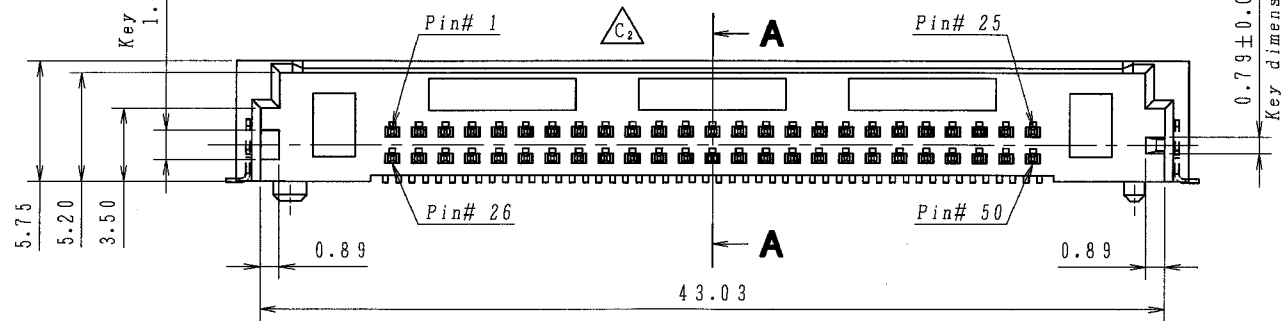 Key
1.
Pin# 1
C2
A
Pin# 25
0.79±0.0
Key dimens
5.75
5.20
3.50
Pin# 26
Pin# 50
A
0.89
0.89
43.03